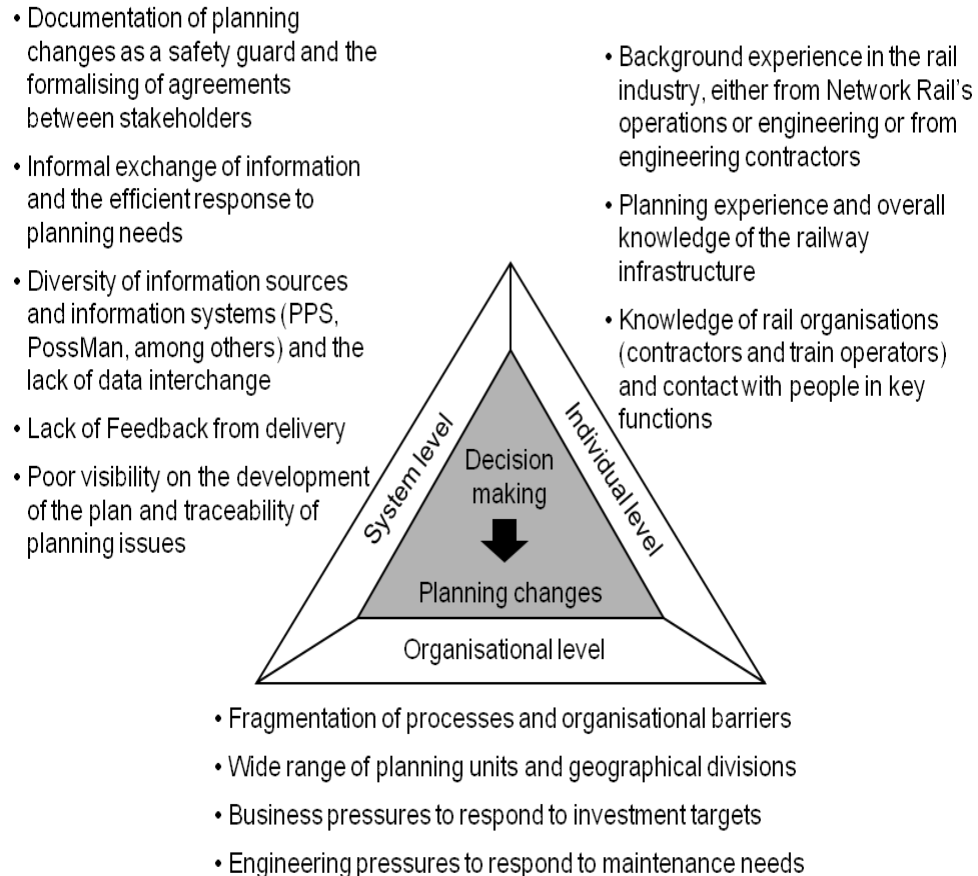 • Documentation of planning
changes as a safety guard and the
formalising of agreements
between stakeholders
• Informal exchange of information
and the efficient response to
planning needs
• Diversity of information sources
and information systems (PPS,
PossMan, among others) and the
lack of data interchange
• Lack of Feedback from delivery
• Poor visibility on the development
of the plan and traceability of
planning issues
• Background experience in the rail
industry, either from Network Rail's
operations or engineering or from
engineering contractors
• Planning experience and overall
knowledge of the railway
infrastructure
• Knowledge of rail organisations
(contractors and train operators)
and contact with people in key
functions
System level
Individual level
Decision
making
Planning changes
Organisational level
• Fragmentation of processes and organisational barriers
• Wide range of planning units and geographical divisions
• Business pressures to respond to investment targets
• Engineering pressures to respond to maintenance needs